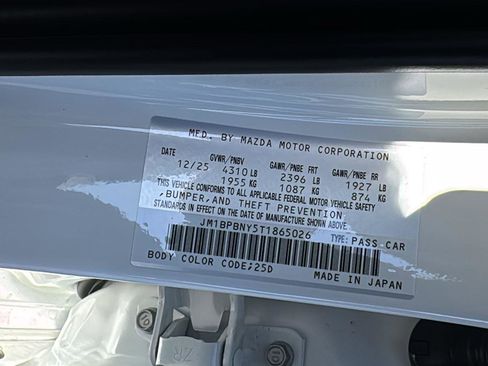 MFD. BY MAZDA MOTOR CORPORATION
DATE GVWR/PNBV GAWR/PNBE FRT GAWR/PNBE RR
12/25 4310 LB 2396 LB 1927 LB
1955 KG 1087 KG 874 KG
THIS VEHICLE CONFORMS TO ALL APPLICABLE FEDERAL MOTOR VEHICLE SAFETY
,BUMPER,AND THEFT PREVENTION
STANDARDS IN EFFECT ON THE DATE OF MANUFACTURE SHOWN ABOVE.
JM1BPBNY5T1865026 TYPE: PASS-CAR
BODY COLOR CODE;25D MADE IN JAPAN